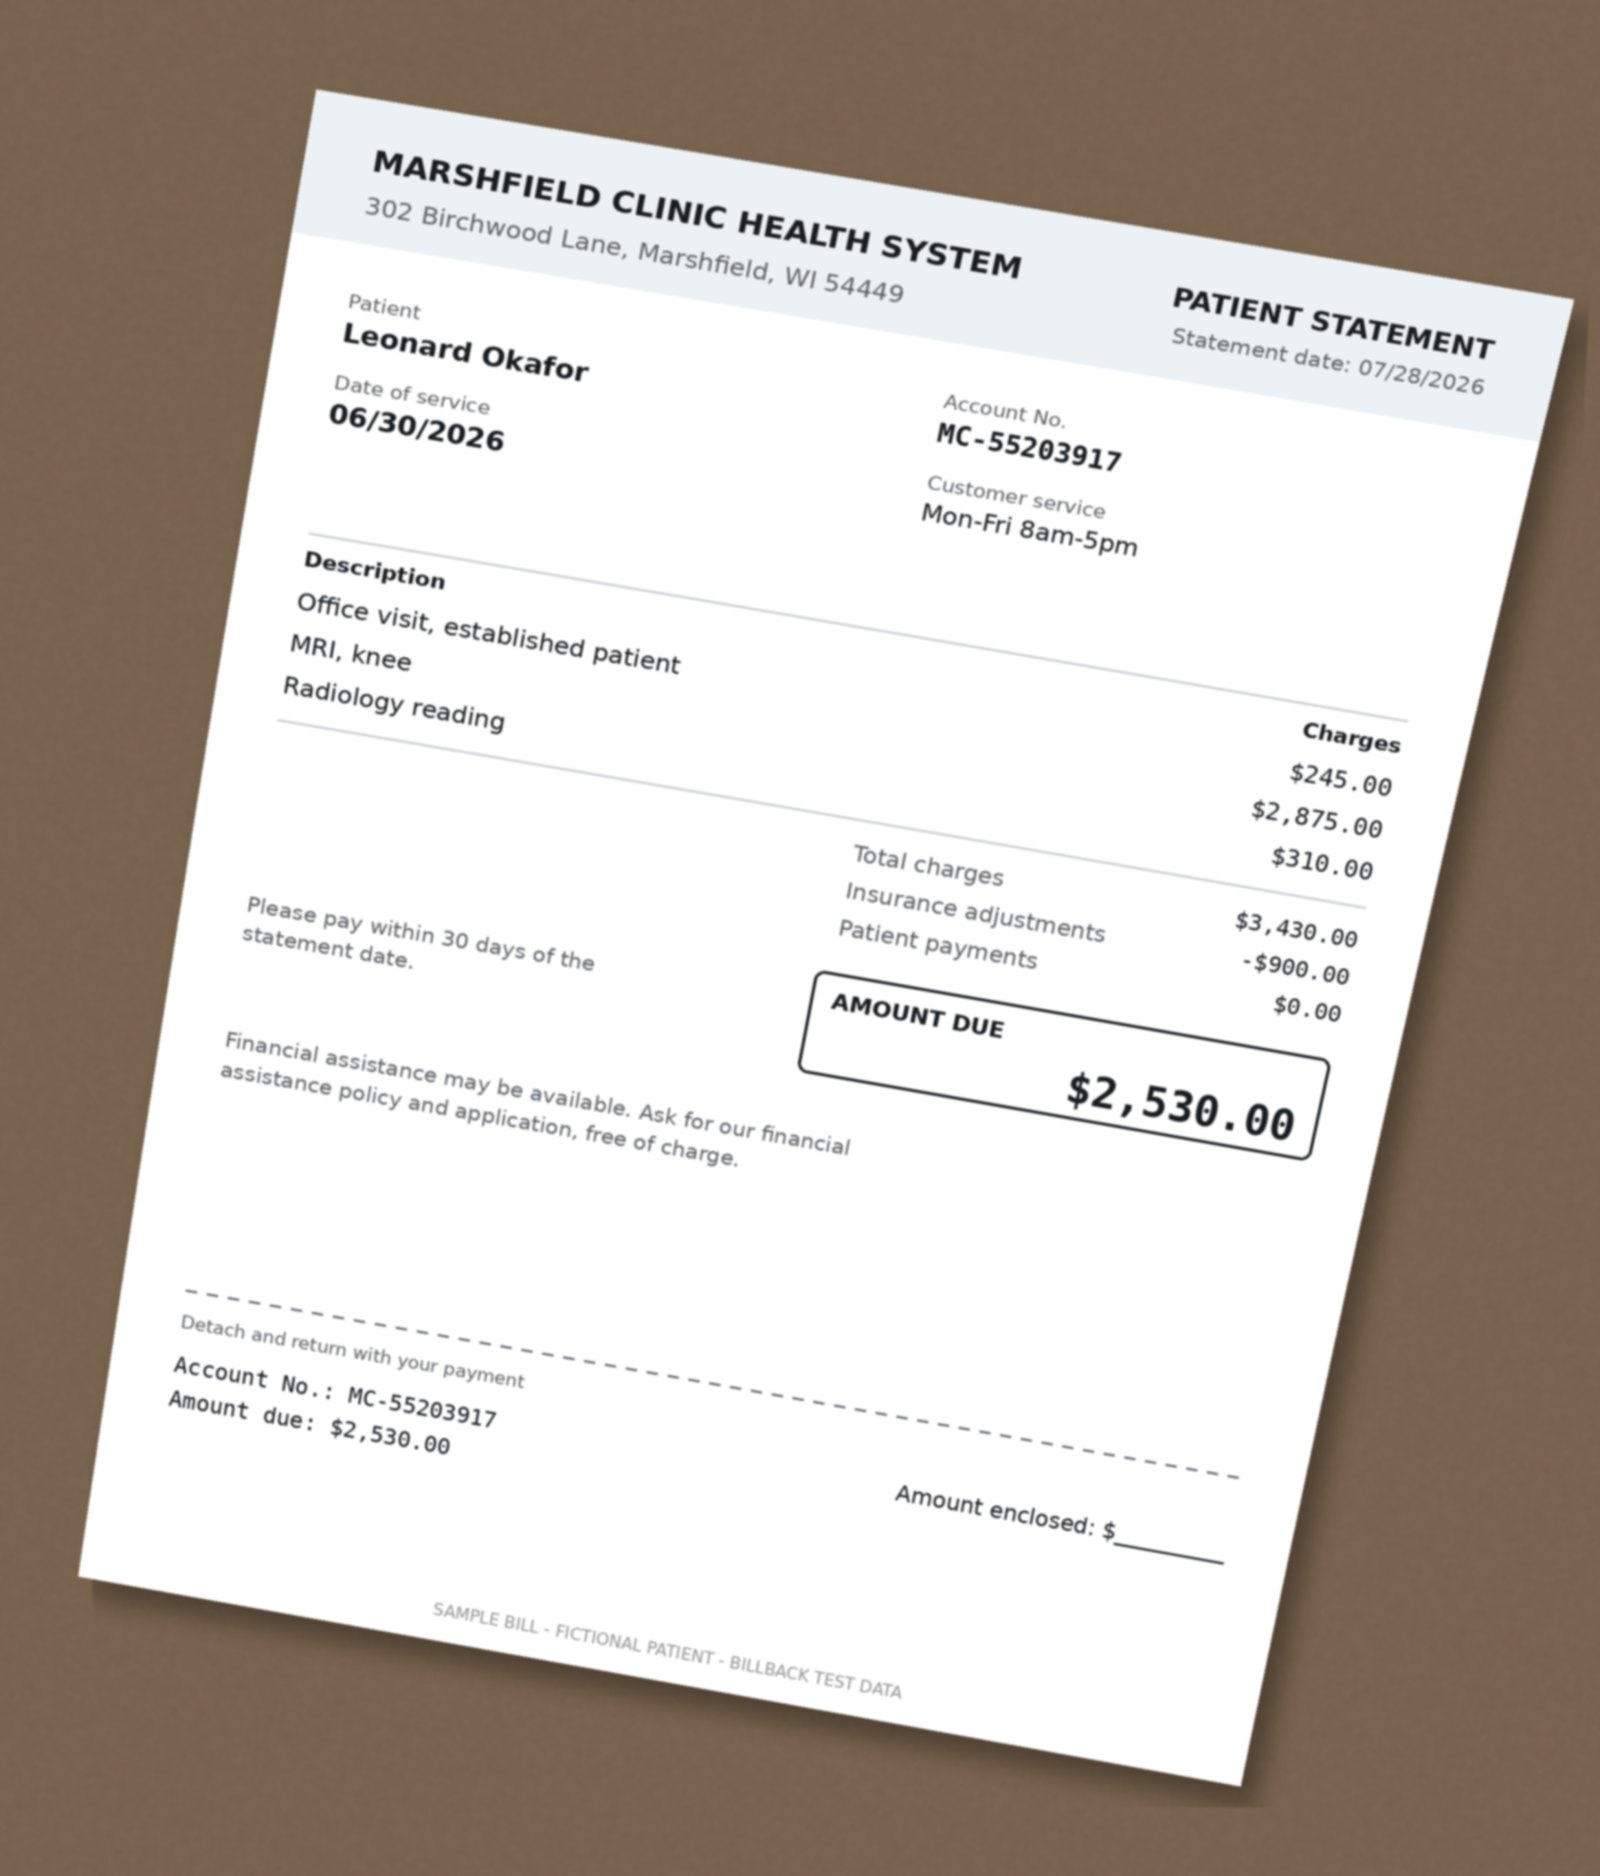 MARSHFIELD CLINIC HEALTH SYSTEM
302 Birchwood Lane, Marshfield, WI 54449
PATIENT STATEMENT
Statement date: 07/28/2026
Patient
Leonard Okafor
Date of service
06/30/2026
Account No.
MC-55203917
Customer service
Mon-Fri 8am-5pm
Description Charges
Office visit, established patient $245.00
MRI, knee $2,875.00
Radiology reading $310.00
Total charges $3,430.00
Insurance adjustments -$900.00
Patient payments $0.00
AMOUNT DUE
$2,530.00
Please pay within 30 days of the
statement date.
Financial assistance may be available. Ask for our financial
assistance policy and application, free of charge.
Detach and return with your payment
Account No.: MC-55203917
Amount due: $2,530.00
Amount enclosed: $________
SAMPLE BILL - FICTIONAL PATIENT - BILLBACK TEST DATA